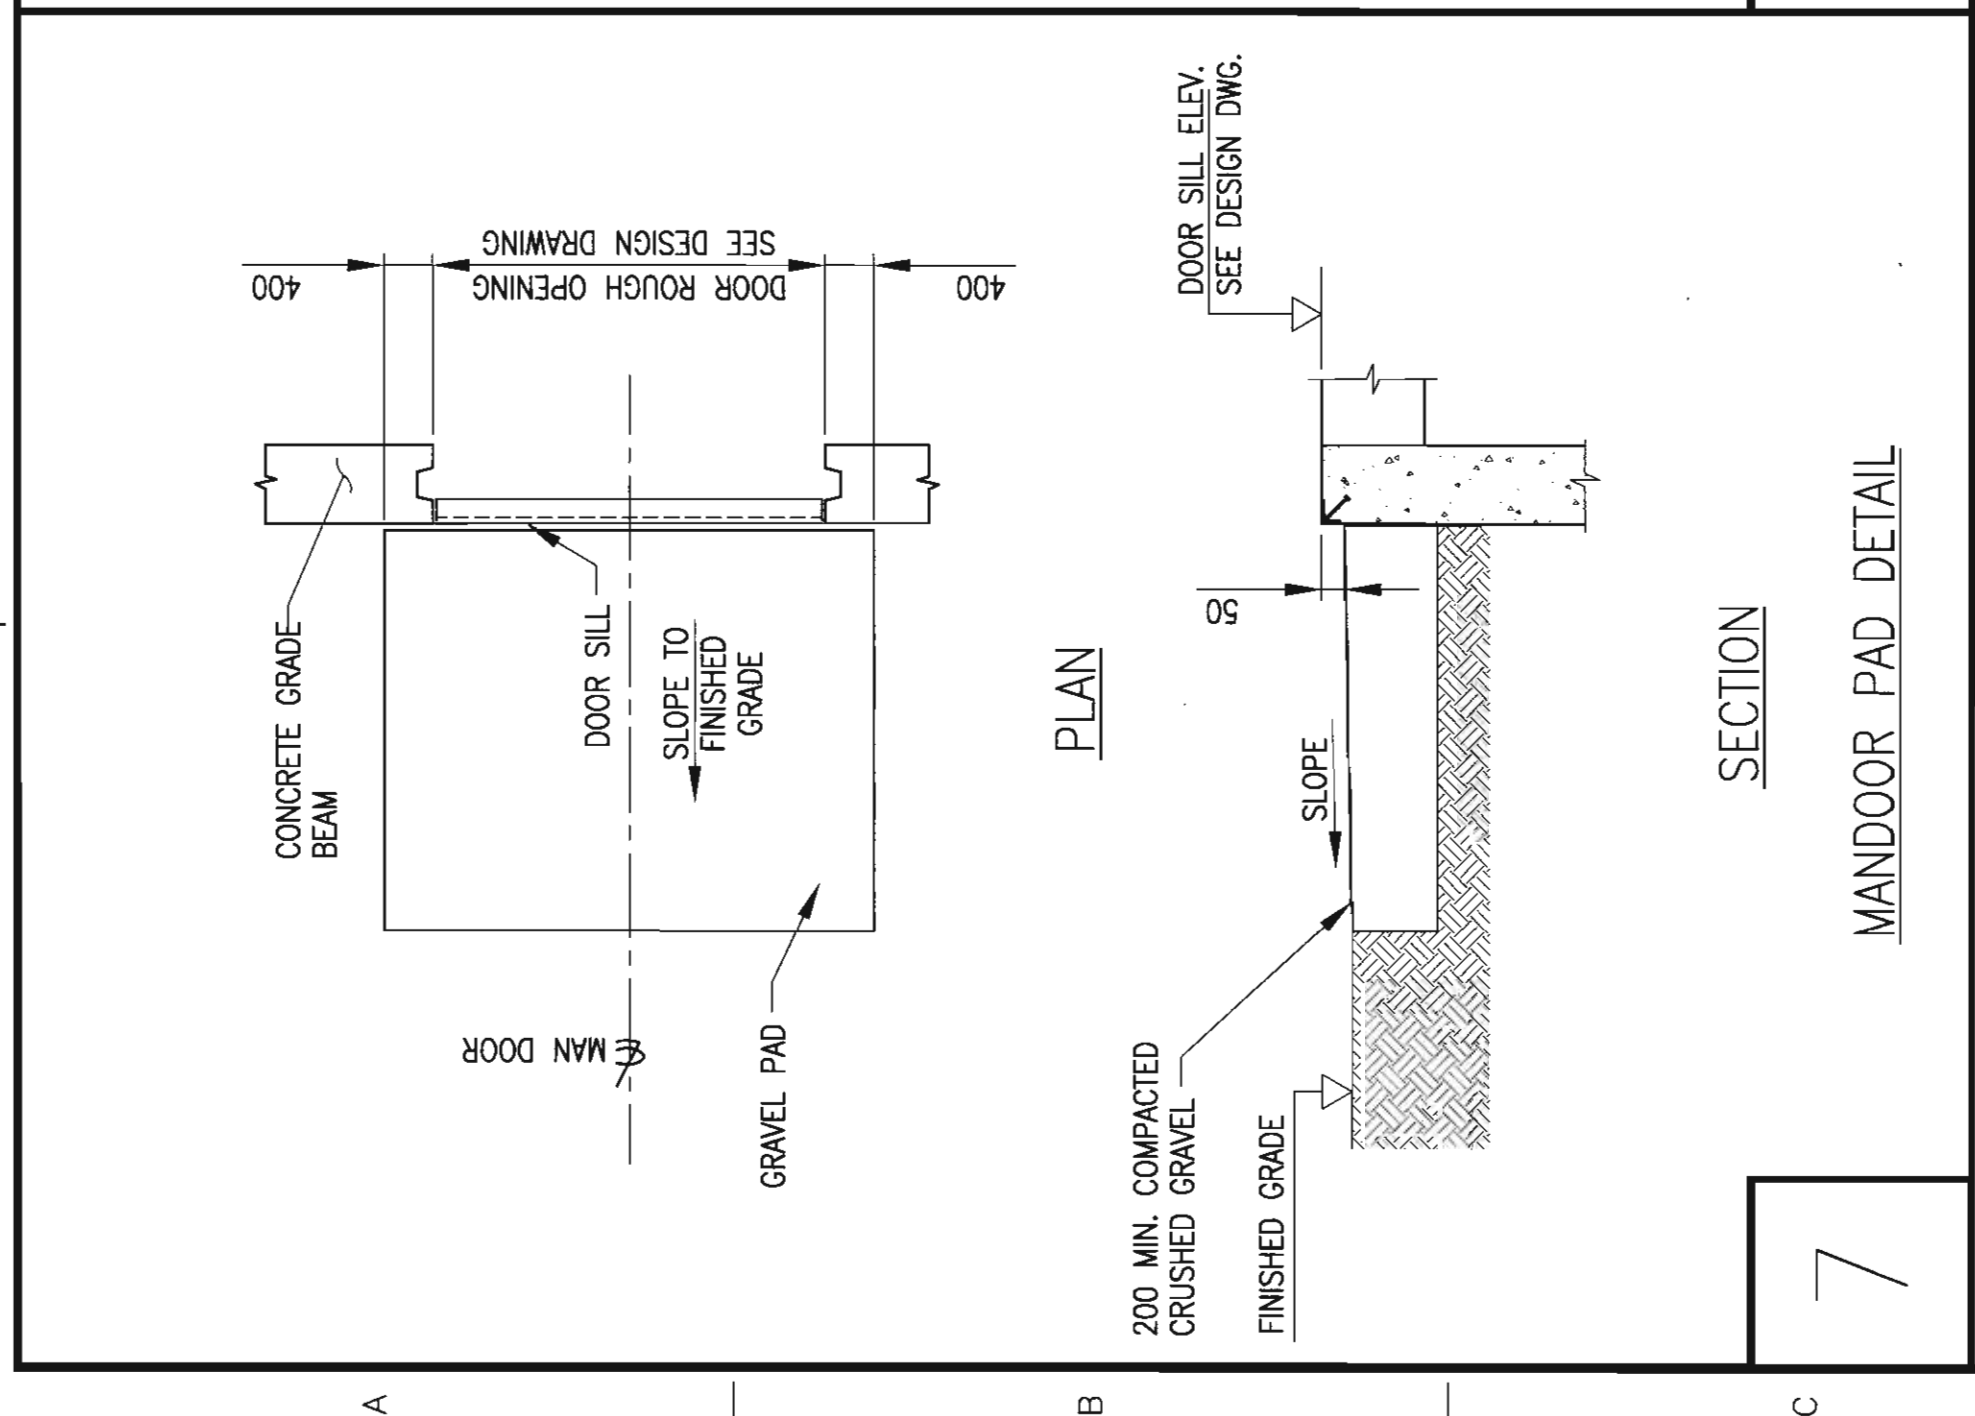 400
DOOR ROUGH OPENING
SEE DESIGN DRAWING
400
CONCRETE GRADE
BEAM
DOOR SILL
SLOPE TO
FINISHED
GRADE
MAN DOOR
GRAVEL PAD
PLAN
DOOR SILL ELEV.
SEE DESIGN DWG.
50
SLOPE
200 MIN. COMPACTED
CRUSHED GRAVEL
FINISHED GRADE
SECTION
MANDOOR PAD DETAIL
7
A
B
C